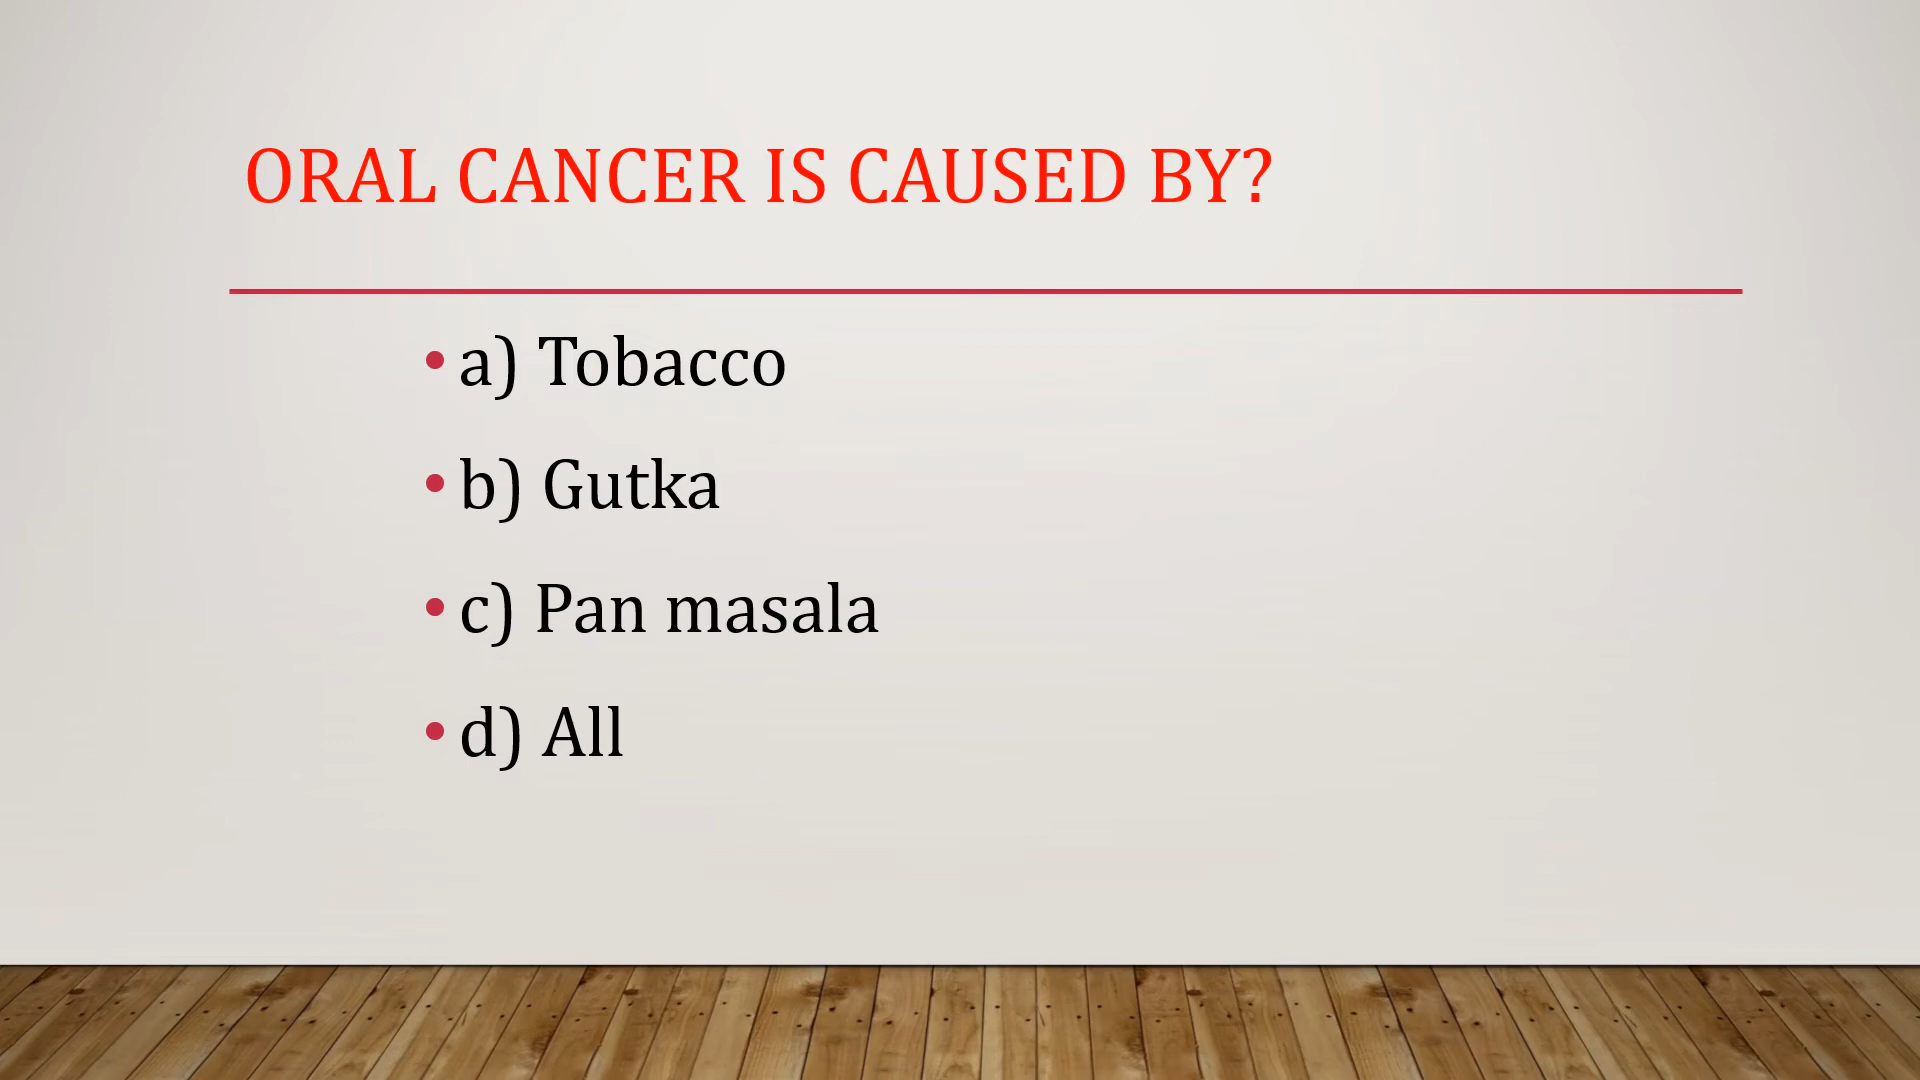 ORAL CANCER IS CAUSED BY?
• a) Tobacco
• b) Gutka
• c) Pan masala
• d) All